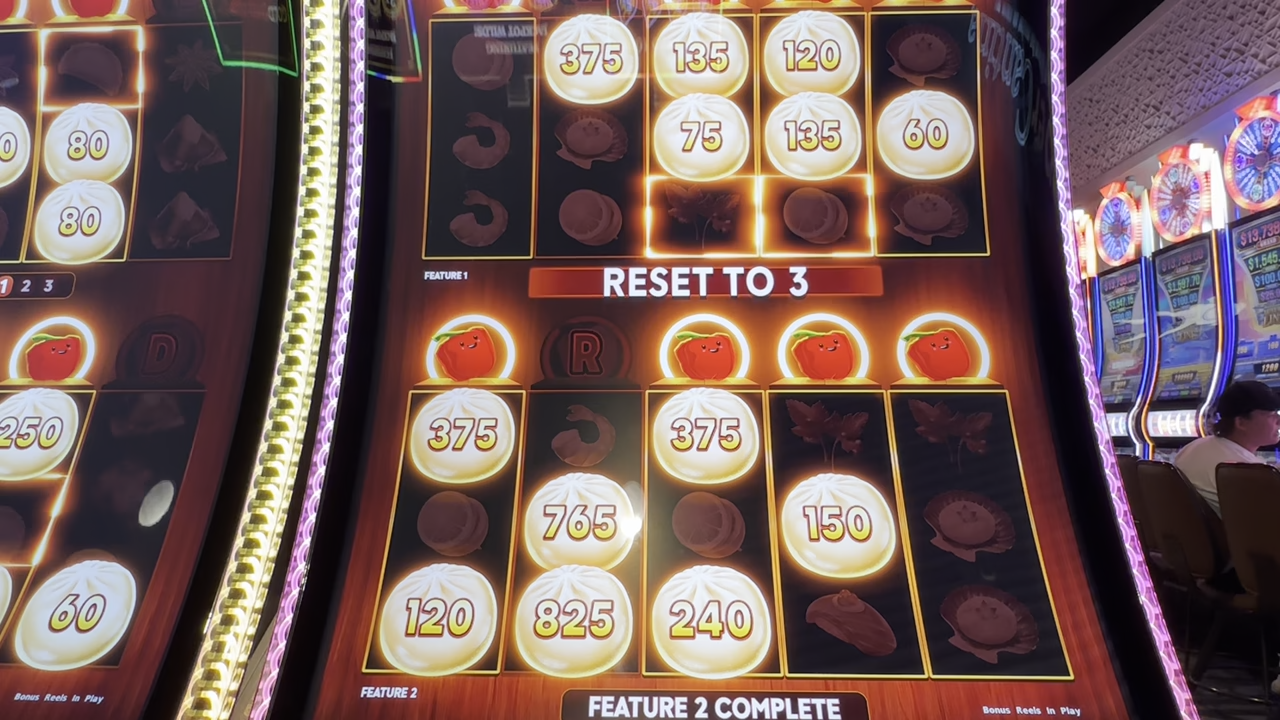 375 135 120
75 135 60
FEATURE 1
RESET TO 3
R
375 375
765 150
120 825 240
FEATURE 2
FEATURE 2 COMPLETE
Bonus Reels In Play
80
80
1 2 3
D
250
60
Bonus Reels In Play